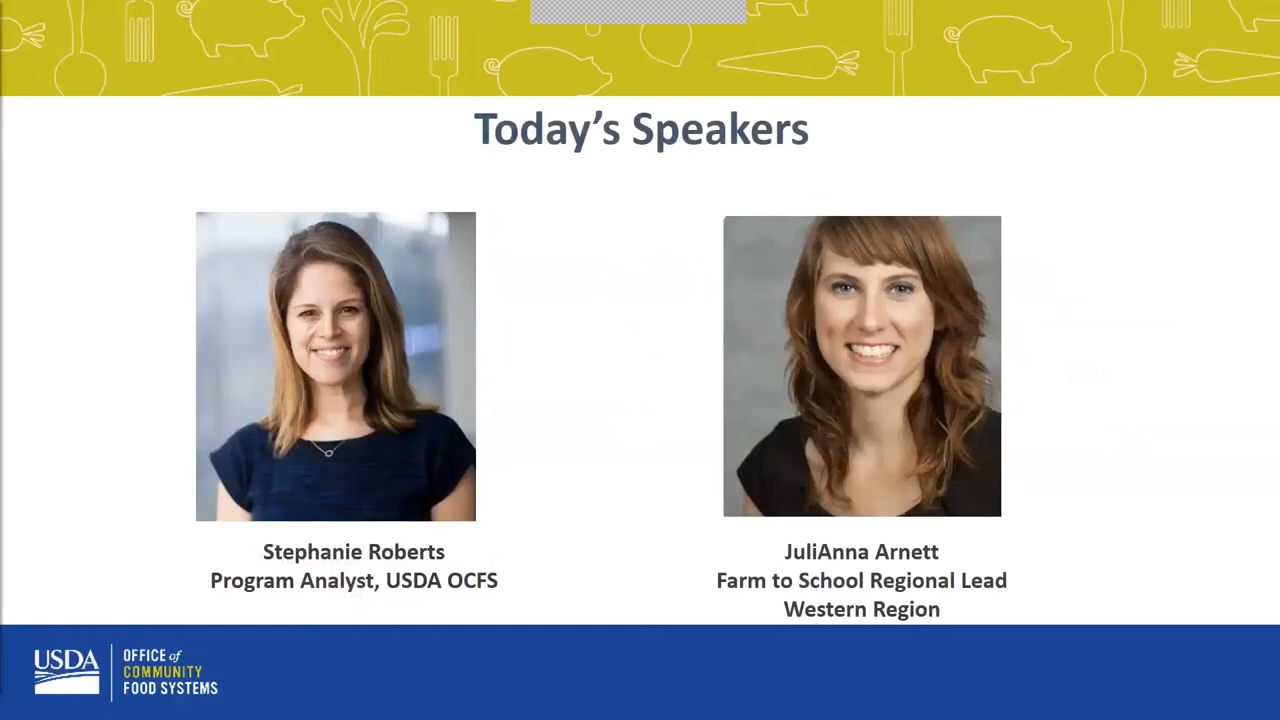 Today's Speakers
Stephanie Roberts
Program Analyst, USDA OCFS
JuliAnna Arnett
Farm to School Regional Lead
Western Region
USDA
OFFICE of
COMMUNITY
FOOD SYSTEMS